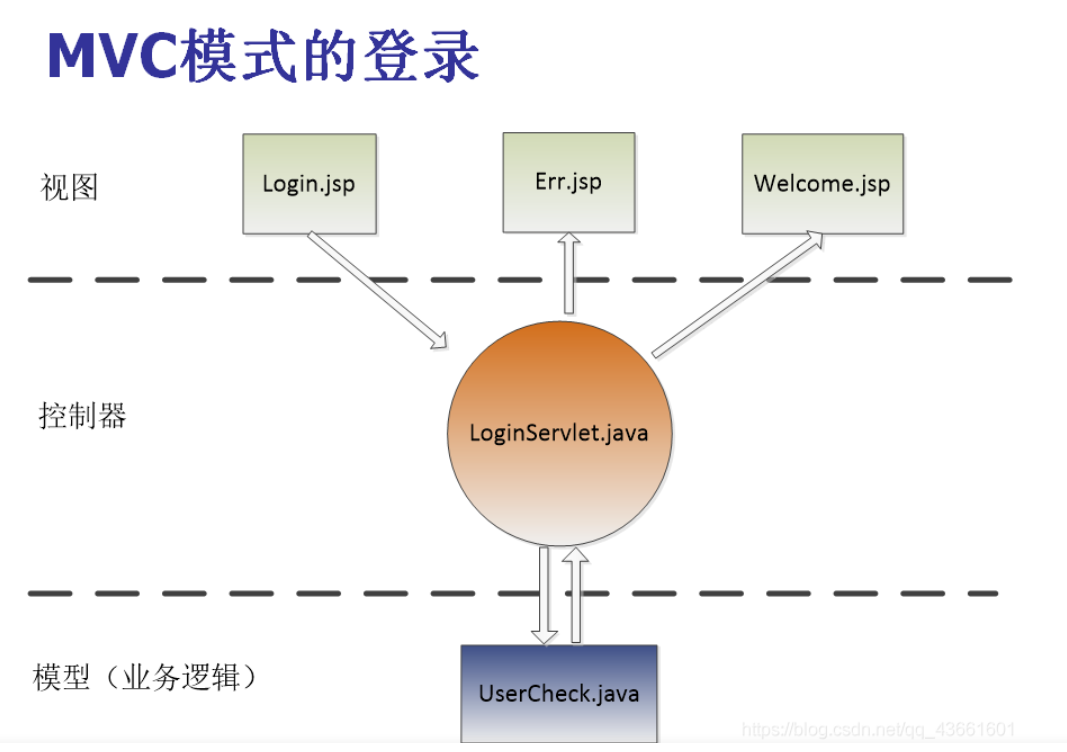 MVC模式的登录
视图
Login.jsp
Err.jsp
Welcome.jsp
控制器
LoginServlet.java
模型（业务逻辑）
UserCheck.java
https://blog.csdn.net/qq_43661601